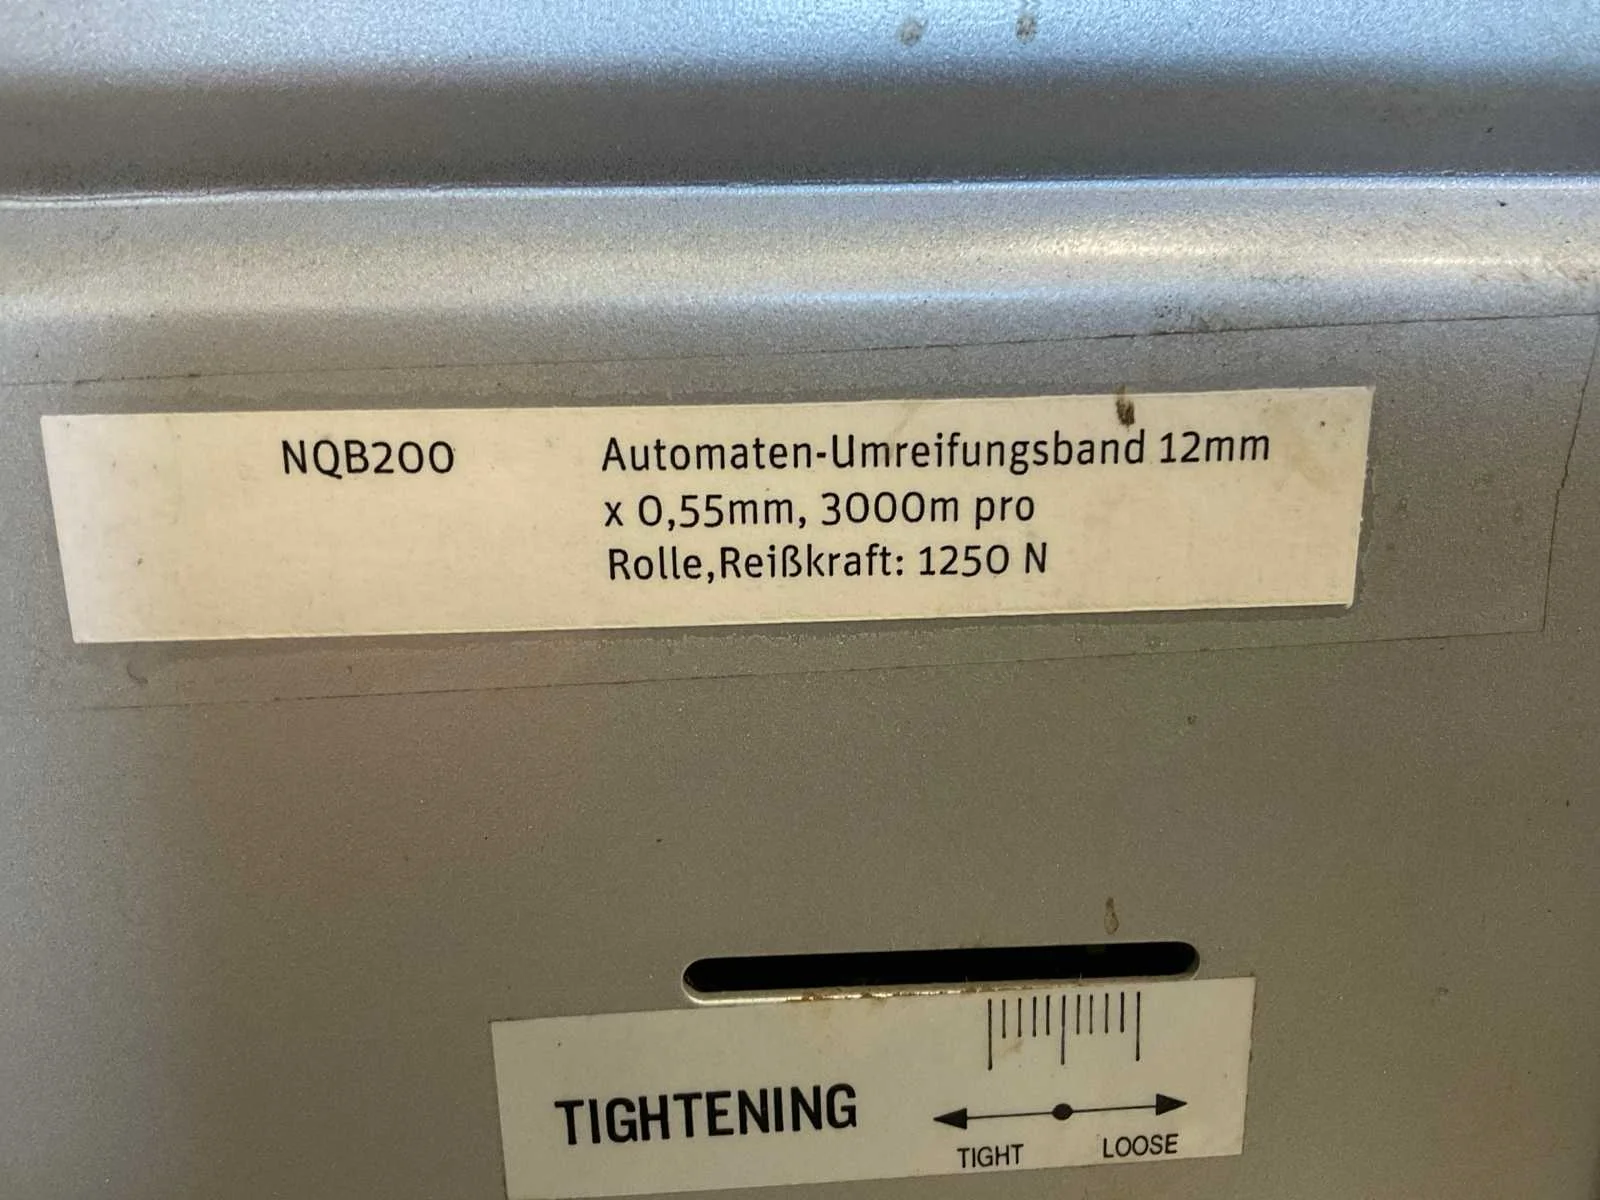 NQB200 Automaten-Umreifungsband 12mm
x 0,55mm, 3000m pro
Rolle,Reißkraft: 1250 N
TIGHTENING
TIGHT LOOSE